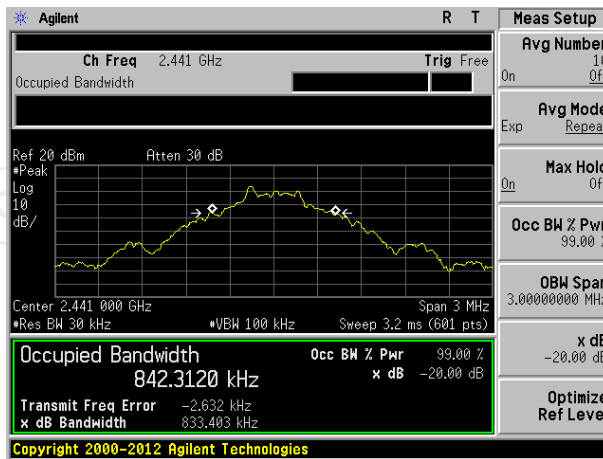 Agilent R T Meas Setup
Ch Freq 2.441 GHz Trig Free
Occupied Bandwidth
Avg Number
On
Avg Mode
Exp
Ref 20 dBm Atten 30 dB
#Peak
Log
10
dB/
Max Hold
On
Occ BW % Pwr
99.00 %
OBW Span
3.00000000 MHz
Center 2.441 000 GHz Span 3 MHz
#Res BW 30 kHz #VBW 100 kHz Sweep 3.2 ms (601 pts)
x dB
-20.00 dB
Occupied Bandwidth Occ BW % Pwr 99.00 %
842.3120 kHz x dB -20.00 dB
Transmit Freq Error -2.632 kHz
x dB Bandwidth 833.403 kHz
Optimize
Ref Level
Copyright 2000-2012 Agilent Technologies